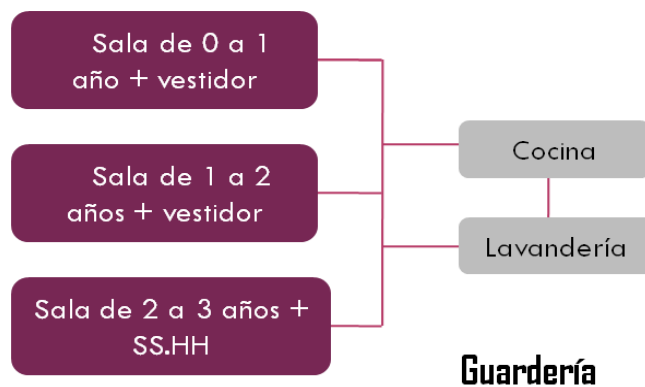 Sala de 0 a 1
año + vestidor
Sala de 1 a 2
años + vestidor
Sala de 2 a 3 años +
SS.HH
Cocina
Lavandería
Guardería